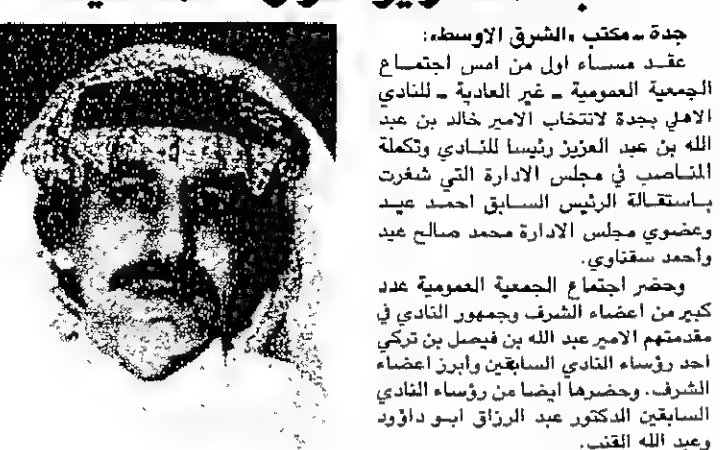 جدة ـ مكتب «الشرق الاوسط»:
عقد مساء اول من امس اجتماع
الجمعية العمومية ـ غير العادية ـ للنادي
الاهلي بجدة لانتخاب الامير خالد بن عبد
الله بن عبد العزيز رئيسا للنادي وتكملة
المناصب في مجلس الادارة التي شغرت
باستقالة الرئيس السابق احمد عيد
وعضوي مجلس الادارة محمد صالح عيد
وأحمد سقناوي.
وحضر اجتماع الجمعية العمومية عدد
كبير من اعضاء الشرف وجمهور النادي في
مقدمتهم الامير عبد الله بن فيصل بن تركي
احد رؤساء النادي السابقين وأبرز اعضاء
الشرف. وحضرها ايضا من رؤساء النادي
السابقين الدكتور عبد الرزاق ابو داؤود
وعبد الله القنب.